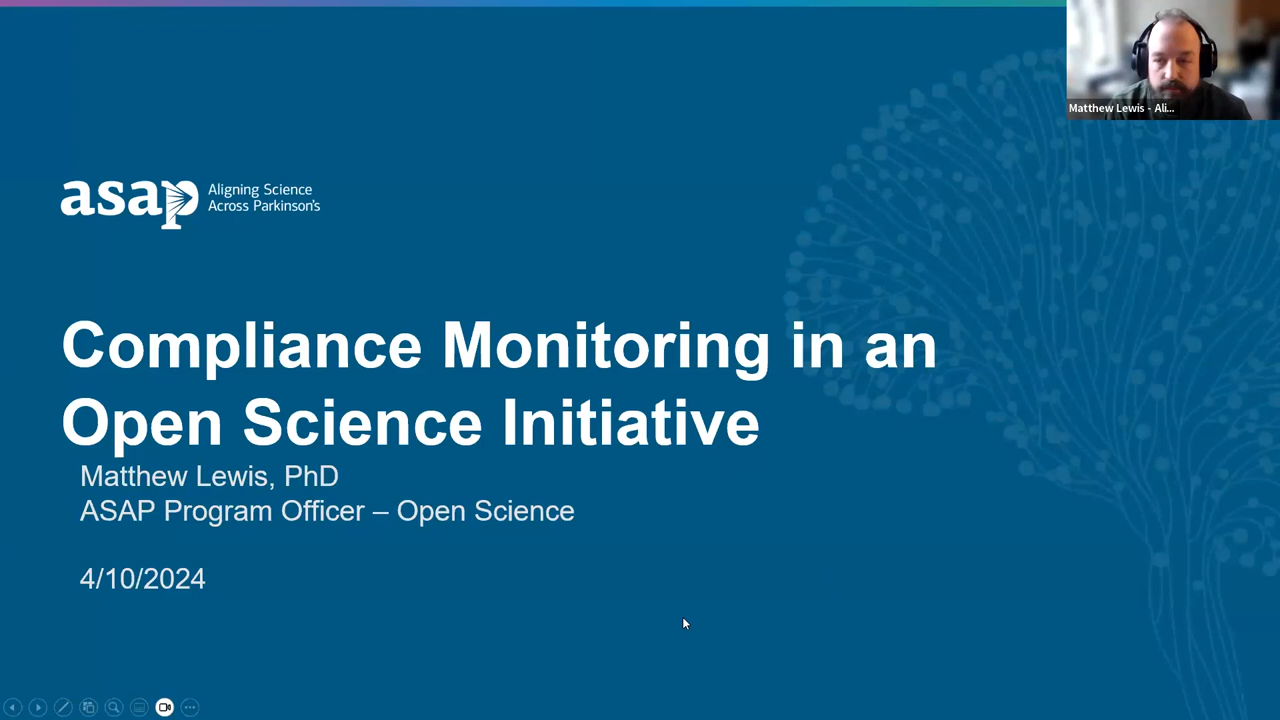 Matthew Lewis - Ali...
asap
Aligning Science
Across Parkinson's
Compliance Monitoring in an
Open Science Initiative
Matthew Lewis, PhD
ASAP Program Officer – Open Science
4/10/2024